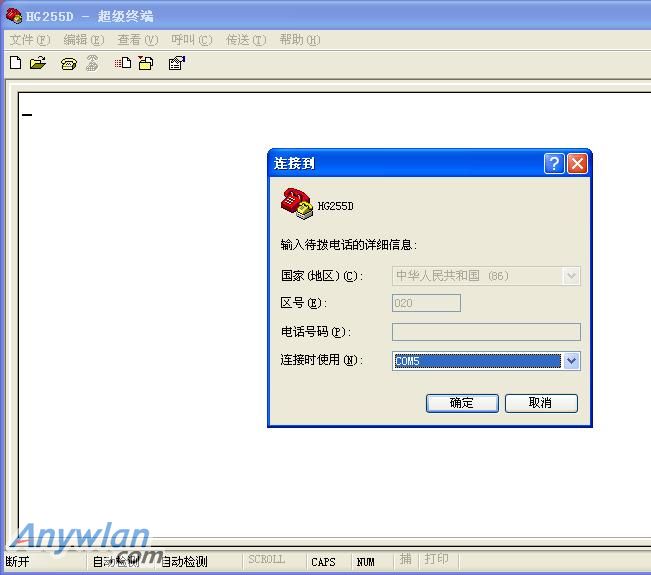 HG255D - 超级终端
文件(F) 编辑(E) 查看(V) 呼叫(C) 传送(T) 帮助(H)
连接到
HG255D
输入待拨电话的详细信息:
国家(地区)(C): 中华人民共和国 (86)
区号(E): 020
电话号码(P):
连接时使用(N): COM5
确定 取消
Anywlan.com
断开 自动检测 自动检测 SCROLL CAPS NUM 捕 打印